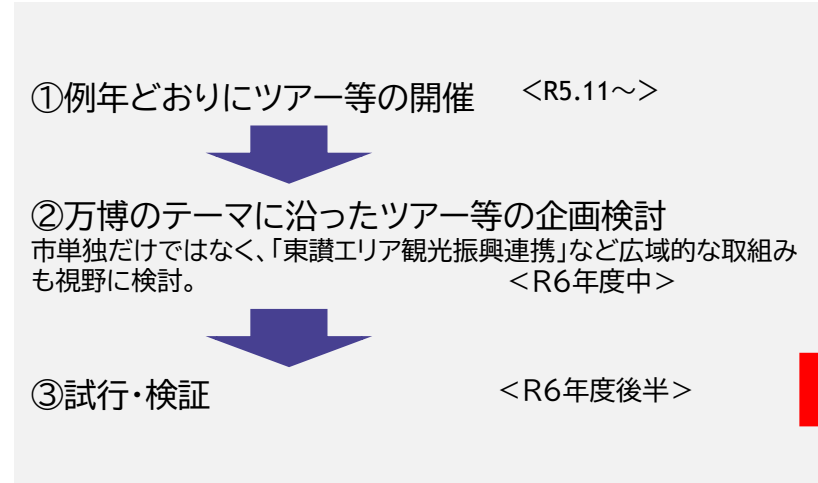 ①例年どおりにツアー等の開催 <R5.11～>
②万博のテーマに沿ったツアー等の企画検討
市単独だけではなく、「東讃エリア観光振興連携」など広域的な取組み
も視野に検討。 <R6年度中>
③試行・検証 <R6年度後半>